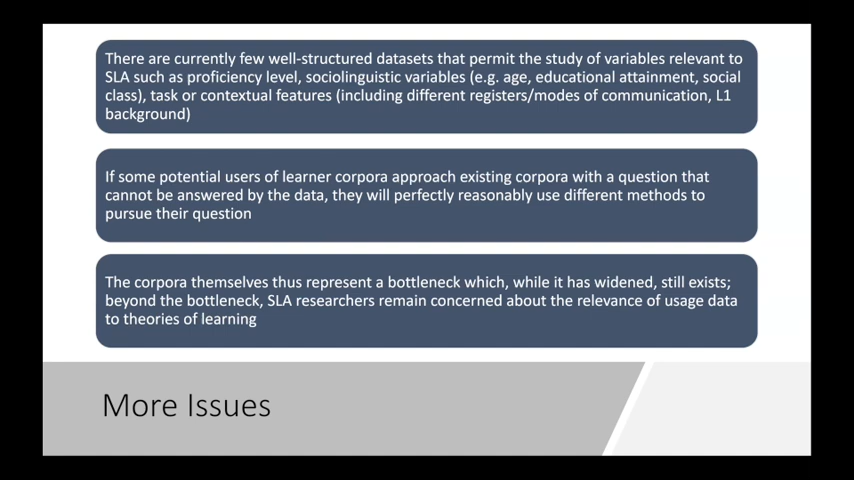 There are currently few well-structured datasets that permit the study of variables relevant to
SLA such as proficiency level, sociolinguistic variables (e.g. age, educational attainment, social
class), task or contextual features (including different registers/modes of communication, L1
background)
If some potential users of learner corpora approach existing corpora with a question that
cannot be answered by the data, they will perfectly reasonably use different methods to
pursue their question
The corpora themselves thus represent a bottleneck which, while it has widened, still exists;
beyond the bottleneck, SLA researchers remain concerned about the relevance of usage data
to theories of learning
More Issues